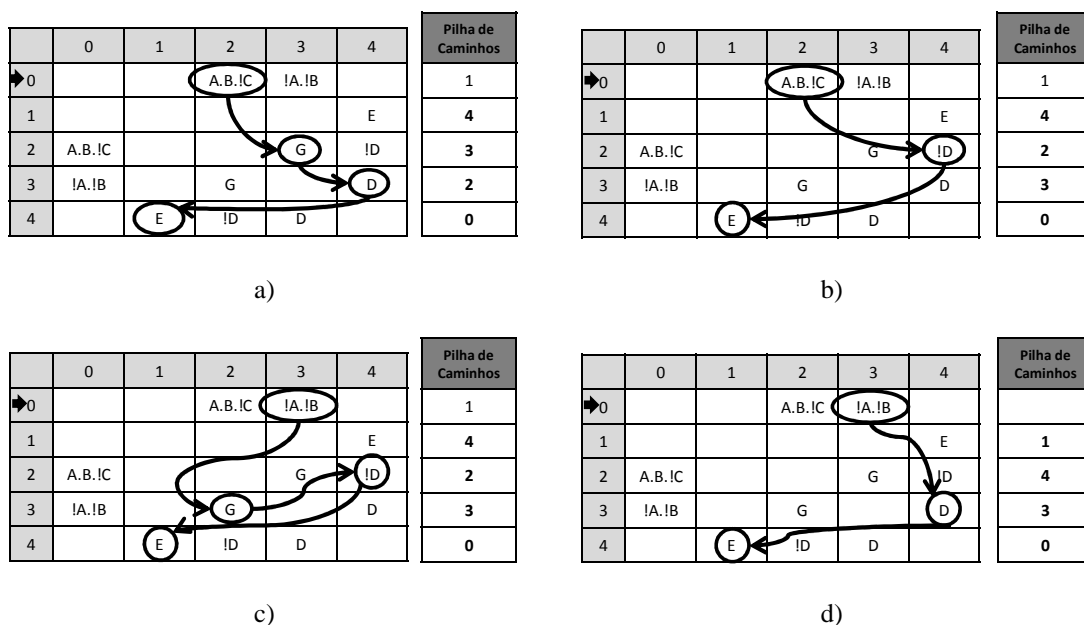 Pilha de
Caminhos
0 1 2 3 4
0 A.B.!C !A.!B 1
1 E 4
2 A.B.!C G !D 3
3 !A.!B G D 2
4 E !D D 0
a)
Pilha de
Caminhos
0 1 2 3 4
0 A.B.!C !A.!B 1
1 E 4
2 A.B.!C G !D 2
3 !A.!B G D 3
4 E !D D 0
b)
Pilha de
Caminhos
0 1 2 3 4
0 A.B.!C !A.!B 1
1 E 4
2 A.B.!C G !D 2
3 !A.!B G D 3
4 E !D D 0
c)
Pilha de
Caminhos
0 1 2 3 4
0 A.B.!C !A.!B
1 E 1
2 A.B.!C G !D 4
3 !A.!B G D 3
4 E !D D 0
d)